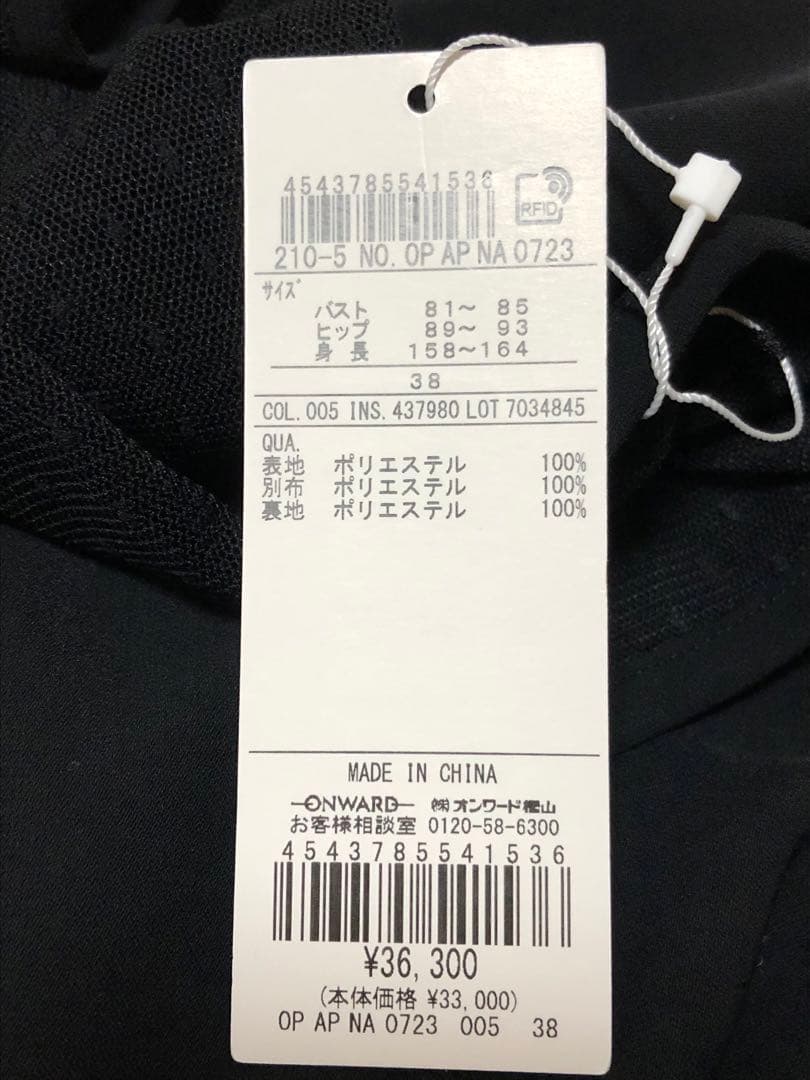 4543785541536
RFID
210-5 NO. OP AP NA 0723
サイズ
バスト 81～ 85
ヒップ 89～ 93
身長 158～164
38
COL. 005 INS. 437980 LOT 7034845
QUA.
表地 ポリエステル 100%
別布 ポリエステル 100%
裏地 ポリエステル 100%
MADE IN CHINA
ONWARD ㈱オンワード樫山
お客様相談室 0120-58-6300
4543785541536
¥36,300
(本体価格 ¥33,000)
OP AP NA 0723 005 38